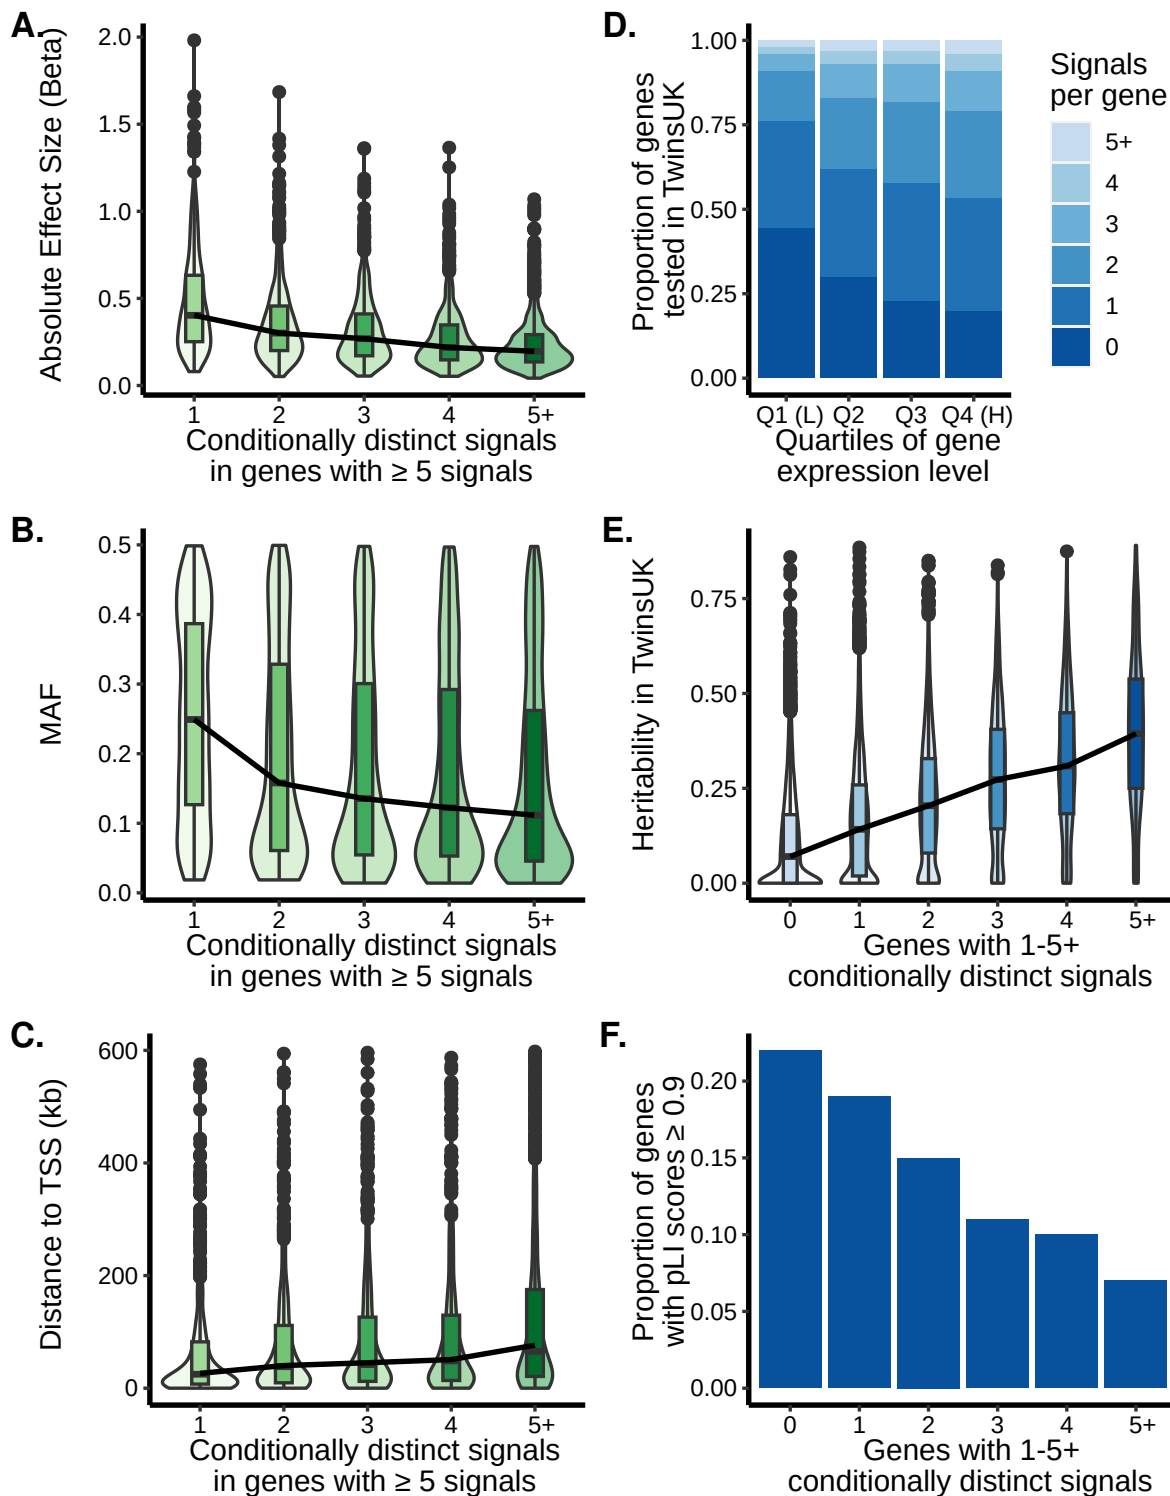 A.
Absolute Effect Size (Beta)
2.0
1.5
1.0
0.5
0.0
1
2
3
4
5+
Conditionally distinct signals
in genes with ≥ 5 signals
D.
Proportion of genes
tested in TwinsUK
1.00
0.75
0.50
0.25
0.00
Q1 (L)
Q2
Q3
Q4 (H)
Quartiles of gene
expression level
Signals
per gene
5+
4
3
2
1
0
B.
MAF
0.5
0.4
0.3
0.2
0.1
0.0
1
2
3
4
5+
Conditionally distinct signals
in genes with ≥ 5 signals
E.
Heritability in TwinsUK
0.75
0.50
0.25
0.00
0
1
2
3
4
5+
Genes with 1-5+
conditionally distinct signals
C.
Distance to TSS (kb)
600
400
200
0
1
2
3
4
5+
Conditionally distinct signals
in genes with ≥ 5 signals
F.
Proportion of genes
with pLI scores ≥ 0.9
0.20
0.15
0.10
0.05
0.00
0
1
2
3
4
5+
Genes with 1-5+
conditionally distinct signals